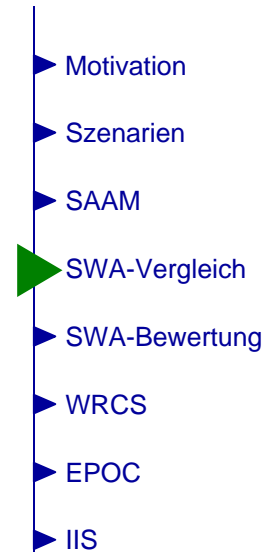 Motivation
Szenarien
SAAM
SWA-Vergleich
SWA-Bewertung
WRCS
EPOC
IIS